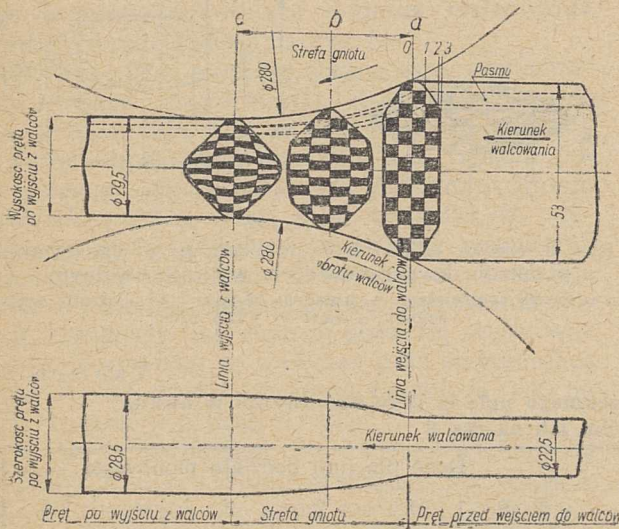 c
b
a
Strefa gniotu
0 1 2 3
Pasmo
Kierunek
walcowania
φ280
Wysokość pręta
po wyjściu z walców
φ29,5
53
φ280
Kierunek
obrotu walców
Linia wyjścia z walców
Linia wejścia do walców
Szerokość pręta
po wyjściu z walców
φ28,5
Kierunek walcowania
φ22,5
Pręt po wyjściu z walców
Strefa gniotu
Pręt przed wejściem do walców